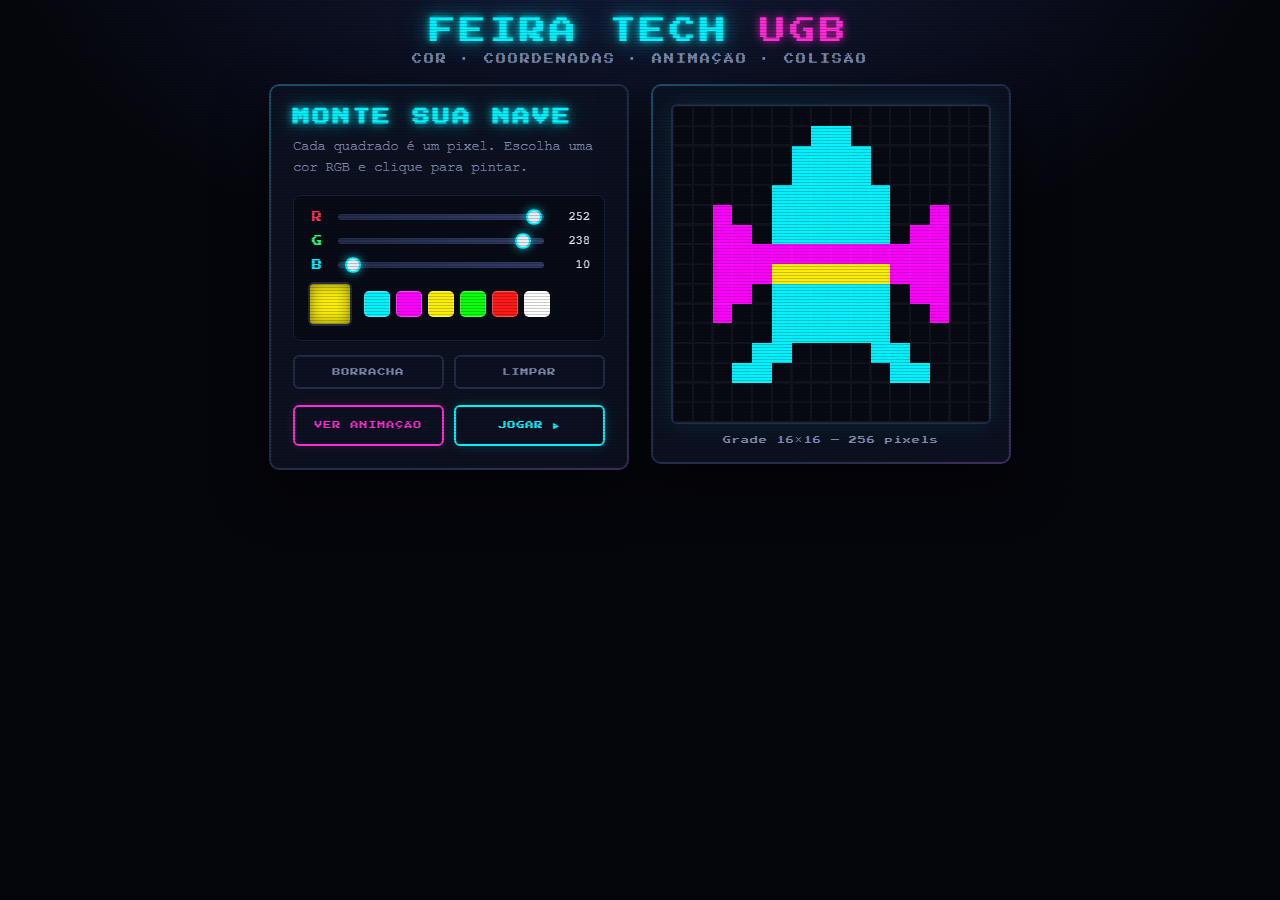 FEIRA TECH UGB
COR · COORDENADAS · ANIMAÇÃO · COLISÃO
MONTE SUA NAVE
Cada quadrado é um pixel. Escolha uma
cor RGB e clique para pintar.
R 252
G 238
B 10
BORRACHA LIMPAR
VER ANIMAÇÃO JOGAR ▶
Grade 16×16 — 256 pixels